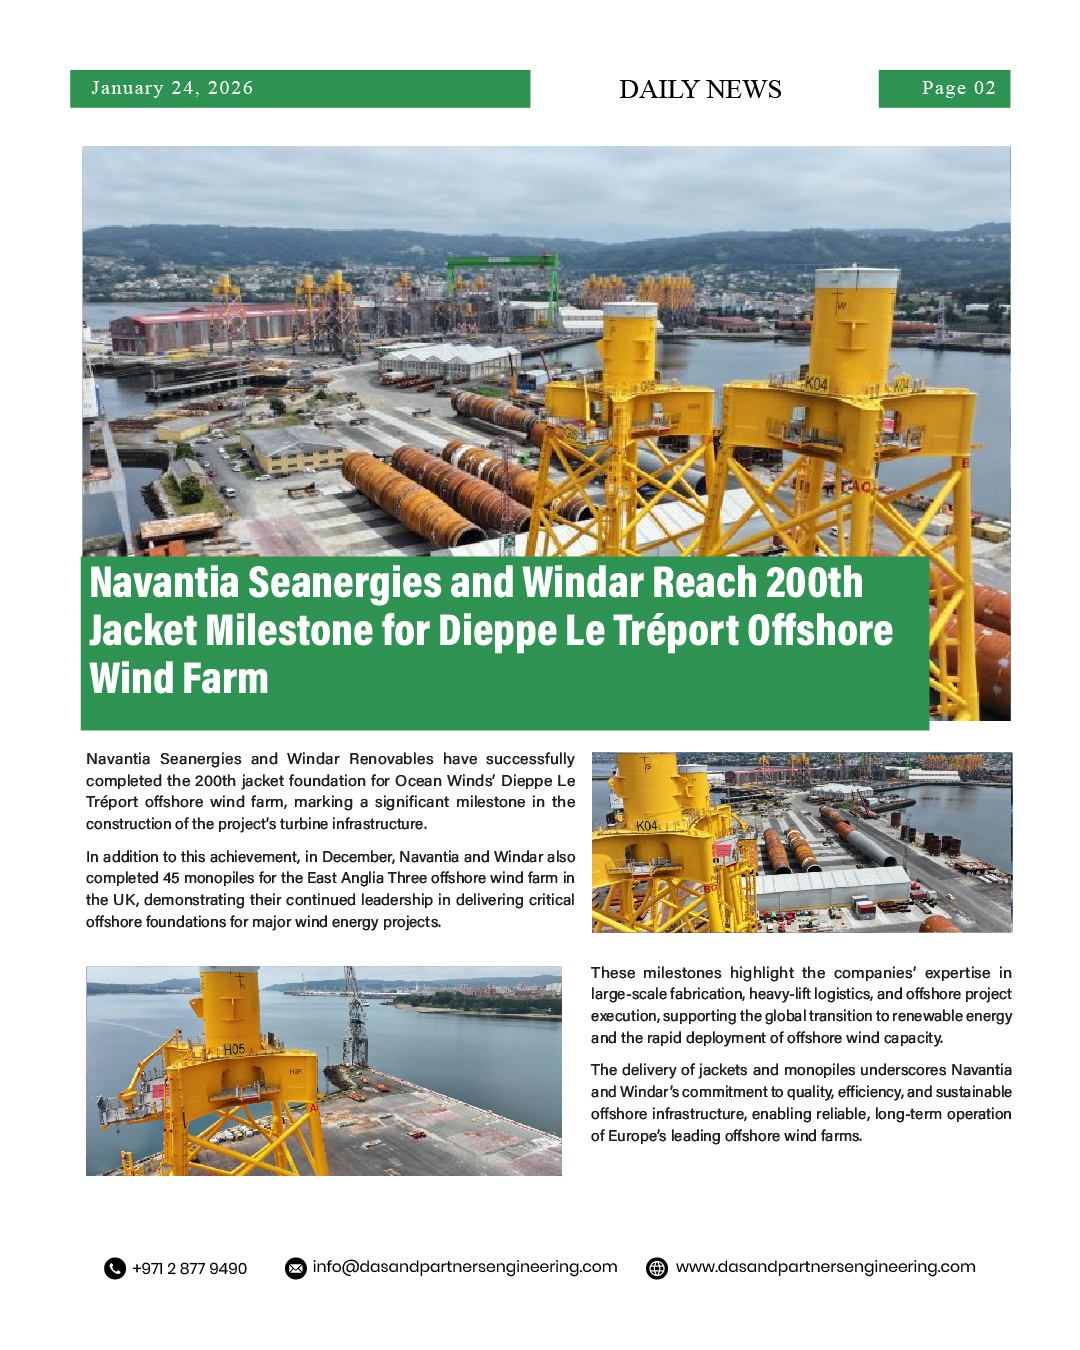 January 24, 2026
DAILY NEWS
Page 02
W
G05
K04
K04
G05
B
AO
Navantia Seanergies and Windar Reach 200th
Jacket Milestone for Dieppe Le Tréport Offshore
Wind Farm
Navantia Seanergies and Windar Renovables have successfully
completed the 200th jacket foundation for Ocean Winds’ Dieppe Le
Tréport offshore wind farm, marking a significant milestone in the
construction of the project’s turbine infrastructure.
In addition to this achievement, in December, Navantia and Windar also
completed 45 monopiles for the East Anglia Three offshore wind farm in
the UK, demonstrating their continued leadership in delivering critical
offshore foundations for major wind energy projects.
K04
BO
H05
H05
A
These milestones highlight the companies’ expertise in
large-scale fabrication, heavy-lift logistics, and offshore project
execution, supporting the global transition to renewable energy
and the rapid deployment of offshore wind capacity.
The delivery of jackets and monopiles underscores Navantia
and Windar’s commitment to quality, efficiency, and sustainable
offshore infrastructure, enabling reliable, long-term operation
of Europe’s leading offshore wind farms.
+971 2 877 9490
info@dasandpartnersengineering.com
www.dasandpartnersengineering.com